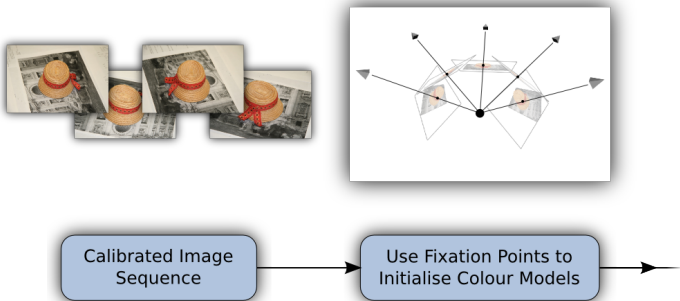 Calibrated Image
Sequence
Use Fixation Points to
Initialise Colour Models